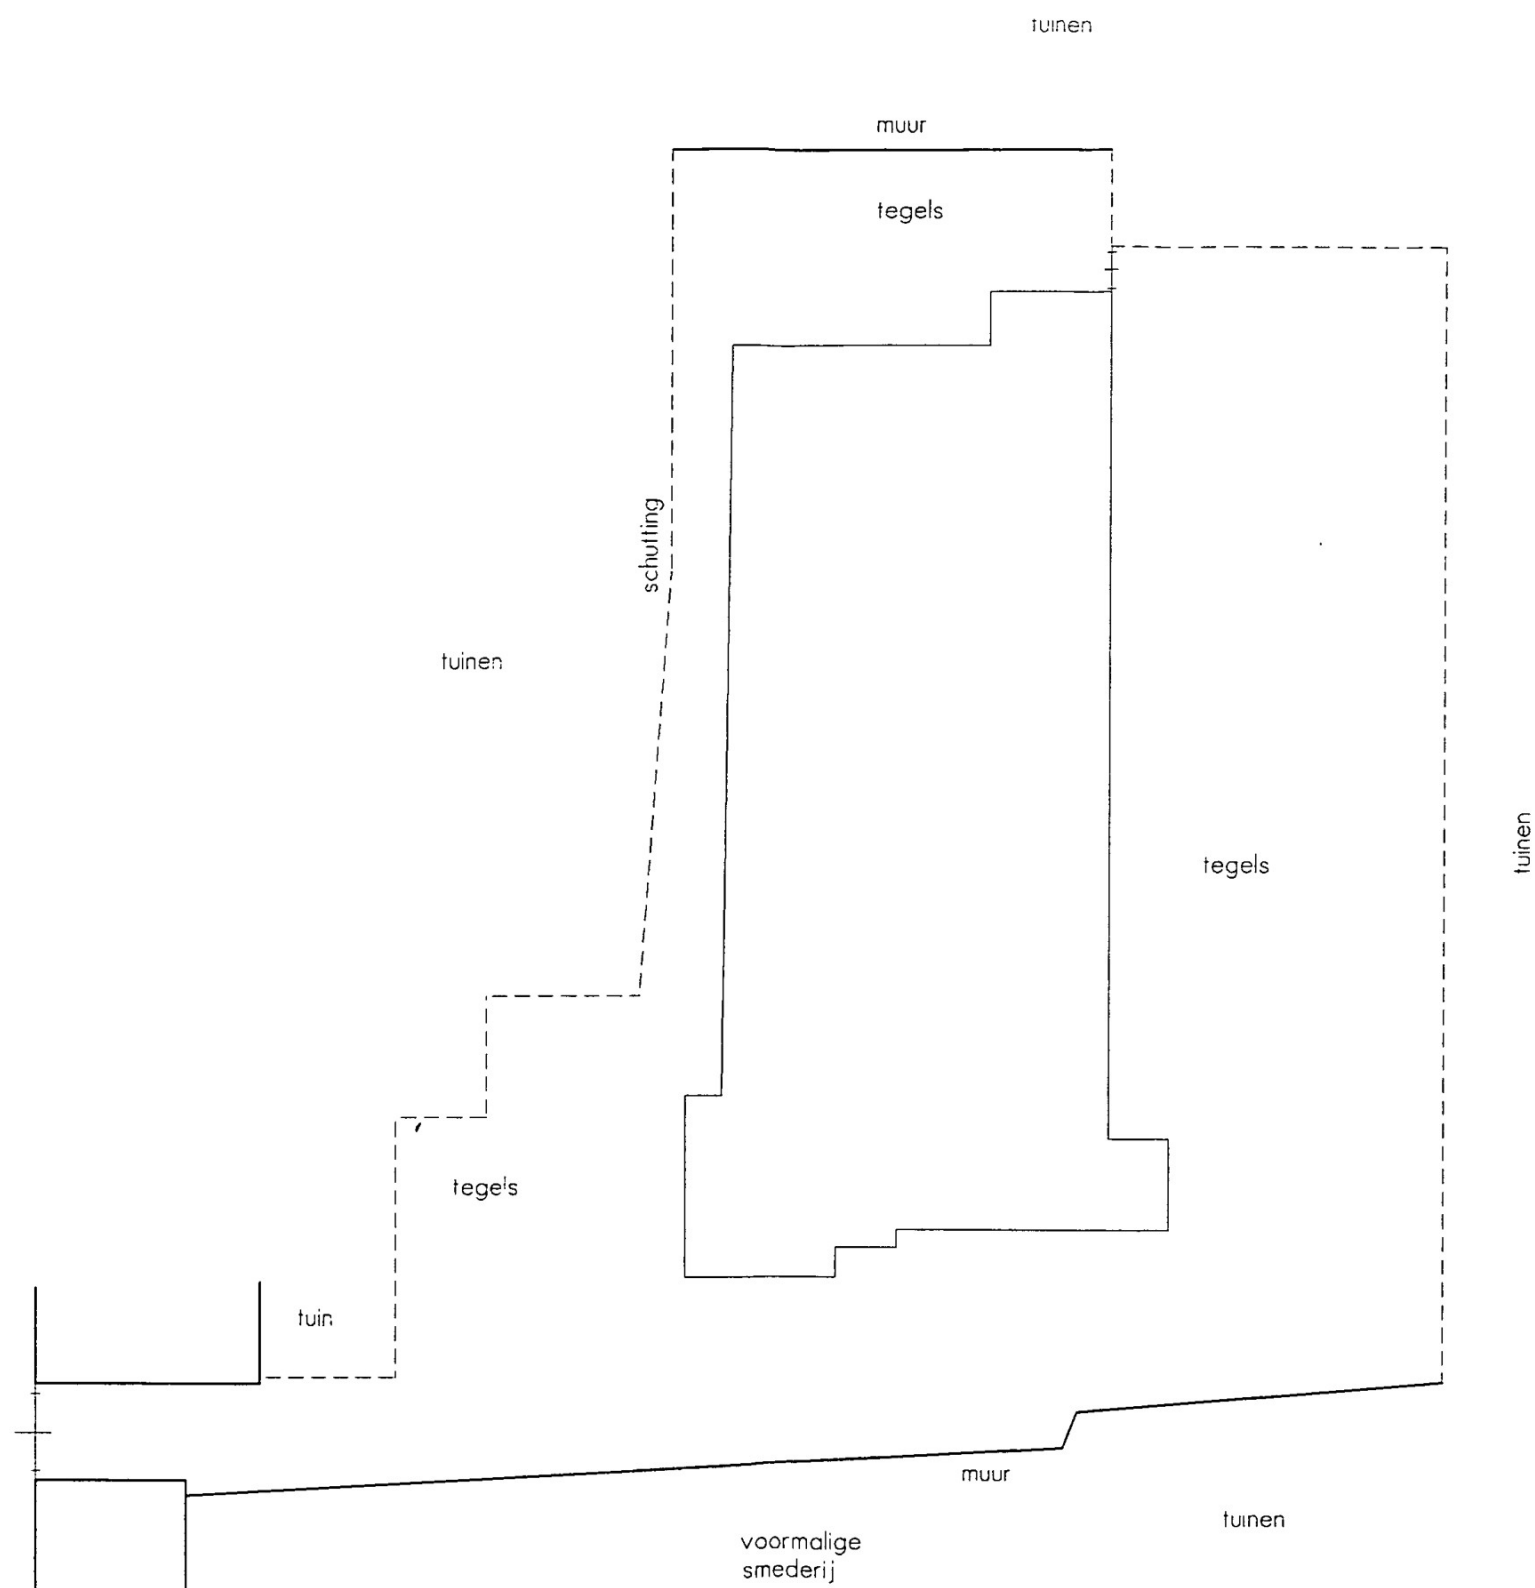 tuinen
muur
tegels
schutting
tuinen
tuinen
tegels
tegels
tuin
muur
tuinen
voormalige
smederij